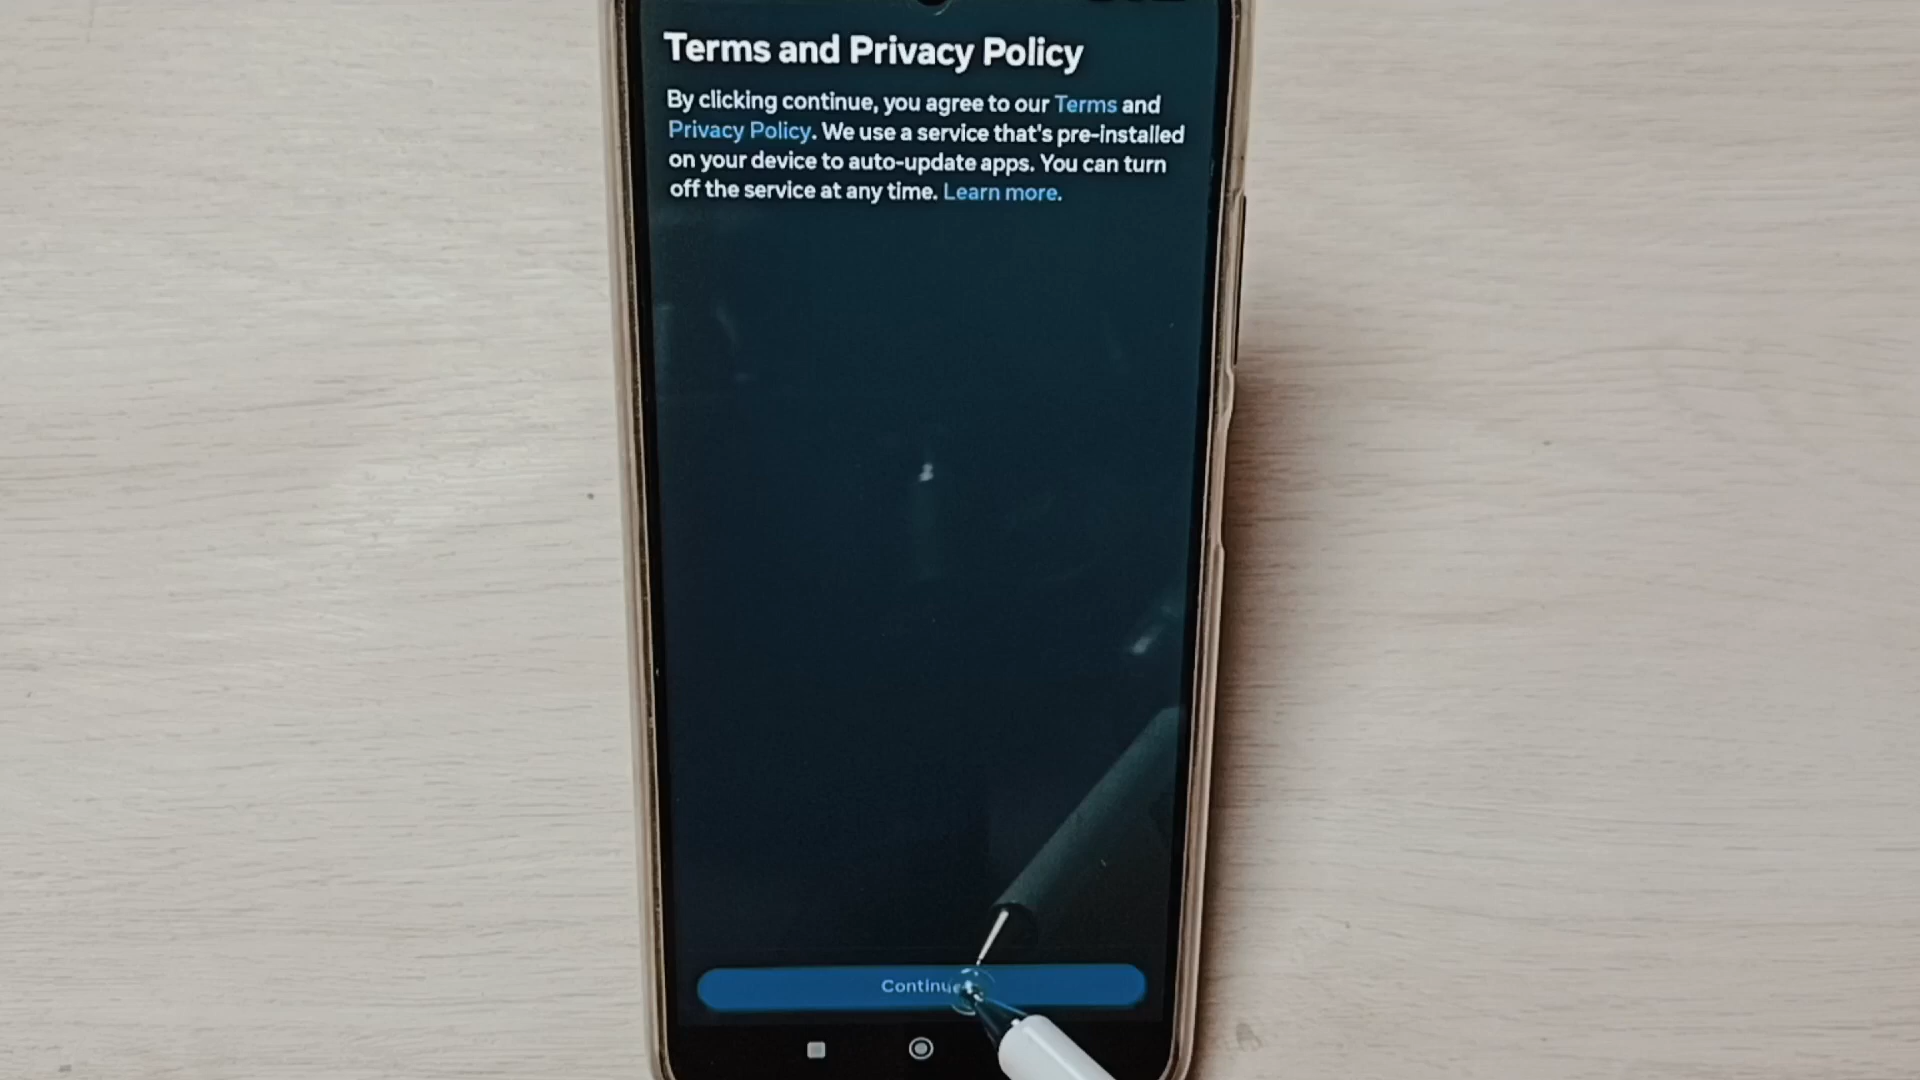 Terms and Privacy Policy
By clicking continue, you agree to our Terms and
Privacy Policy. We use a service that's pre-installed
on your device to auto-update apps. You can turn
off the service at any time. Learn more.
Continue